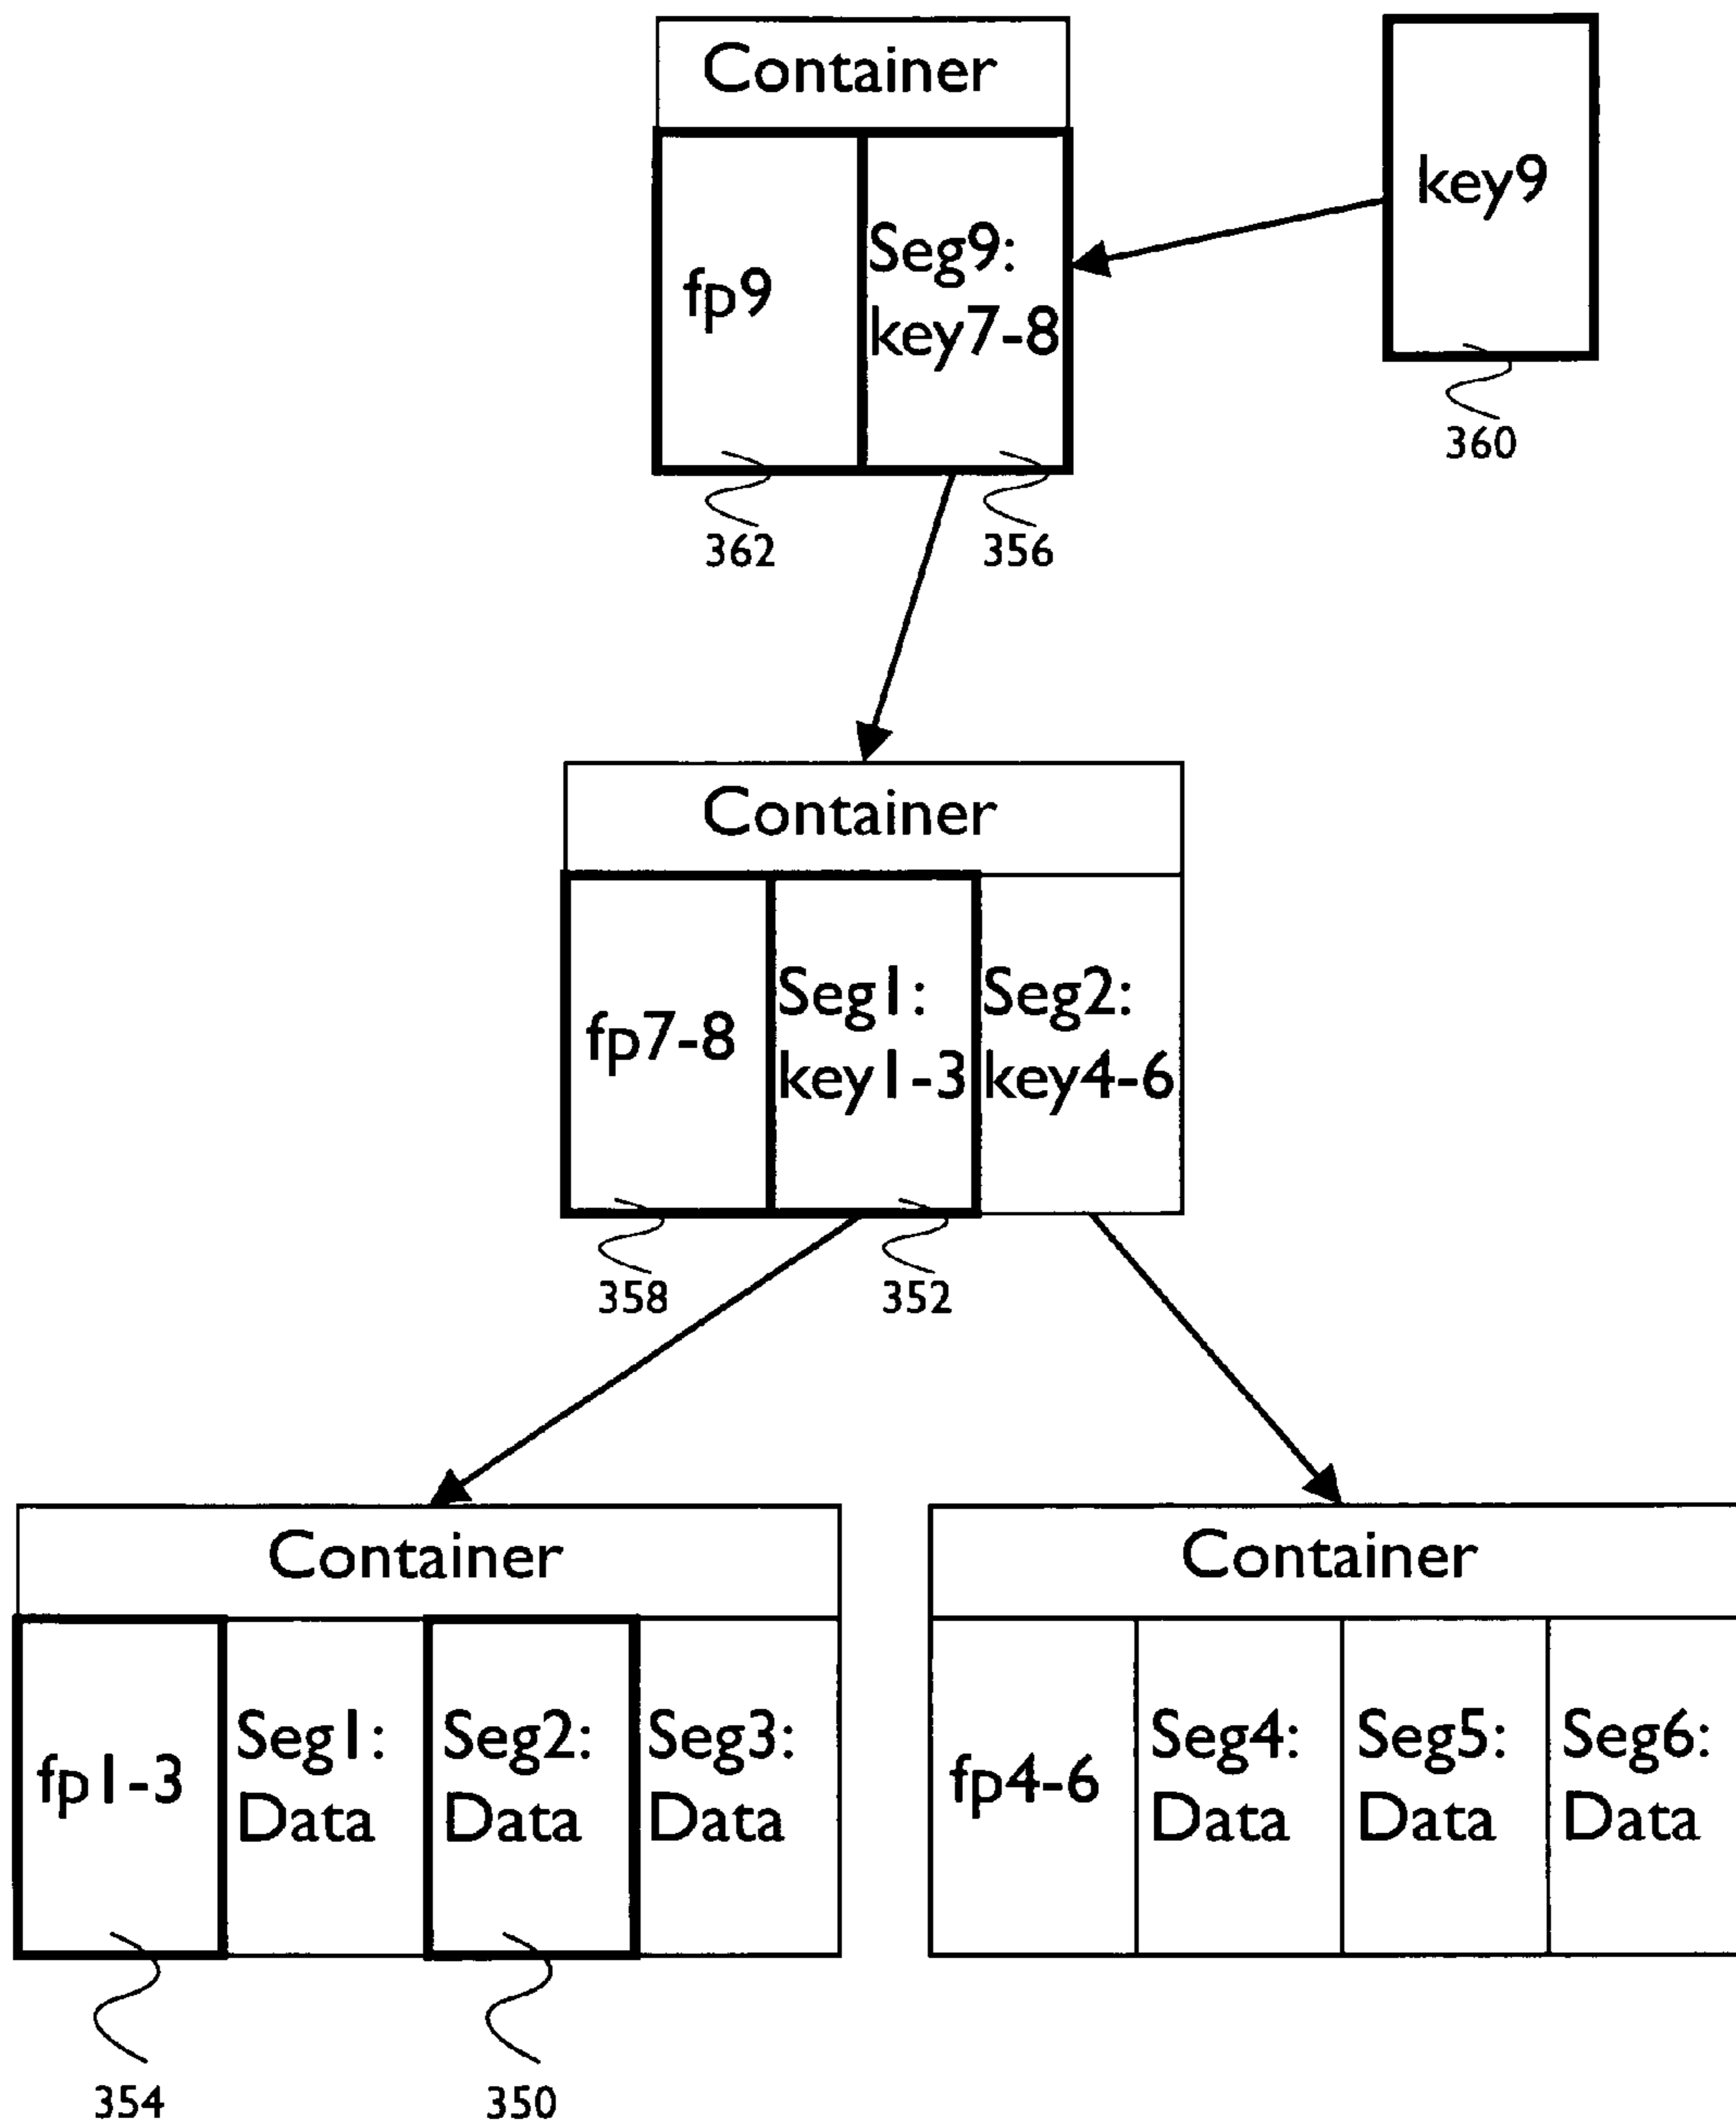 Container
key9
fp9
Seg9:
key7-8
360
362
356
Container
fp7-8
Seg1:
key1-3
Seg2:
key4-6
358
352
Container
fp1-3
Seg1:
Data
Seg2:
Data
Seg3:
Data
Container
fp4-6
Seg4:
Data
Seg5:
Data
Seg6:
Data
354
350